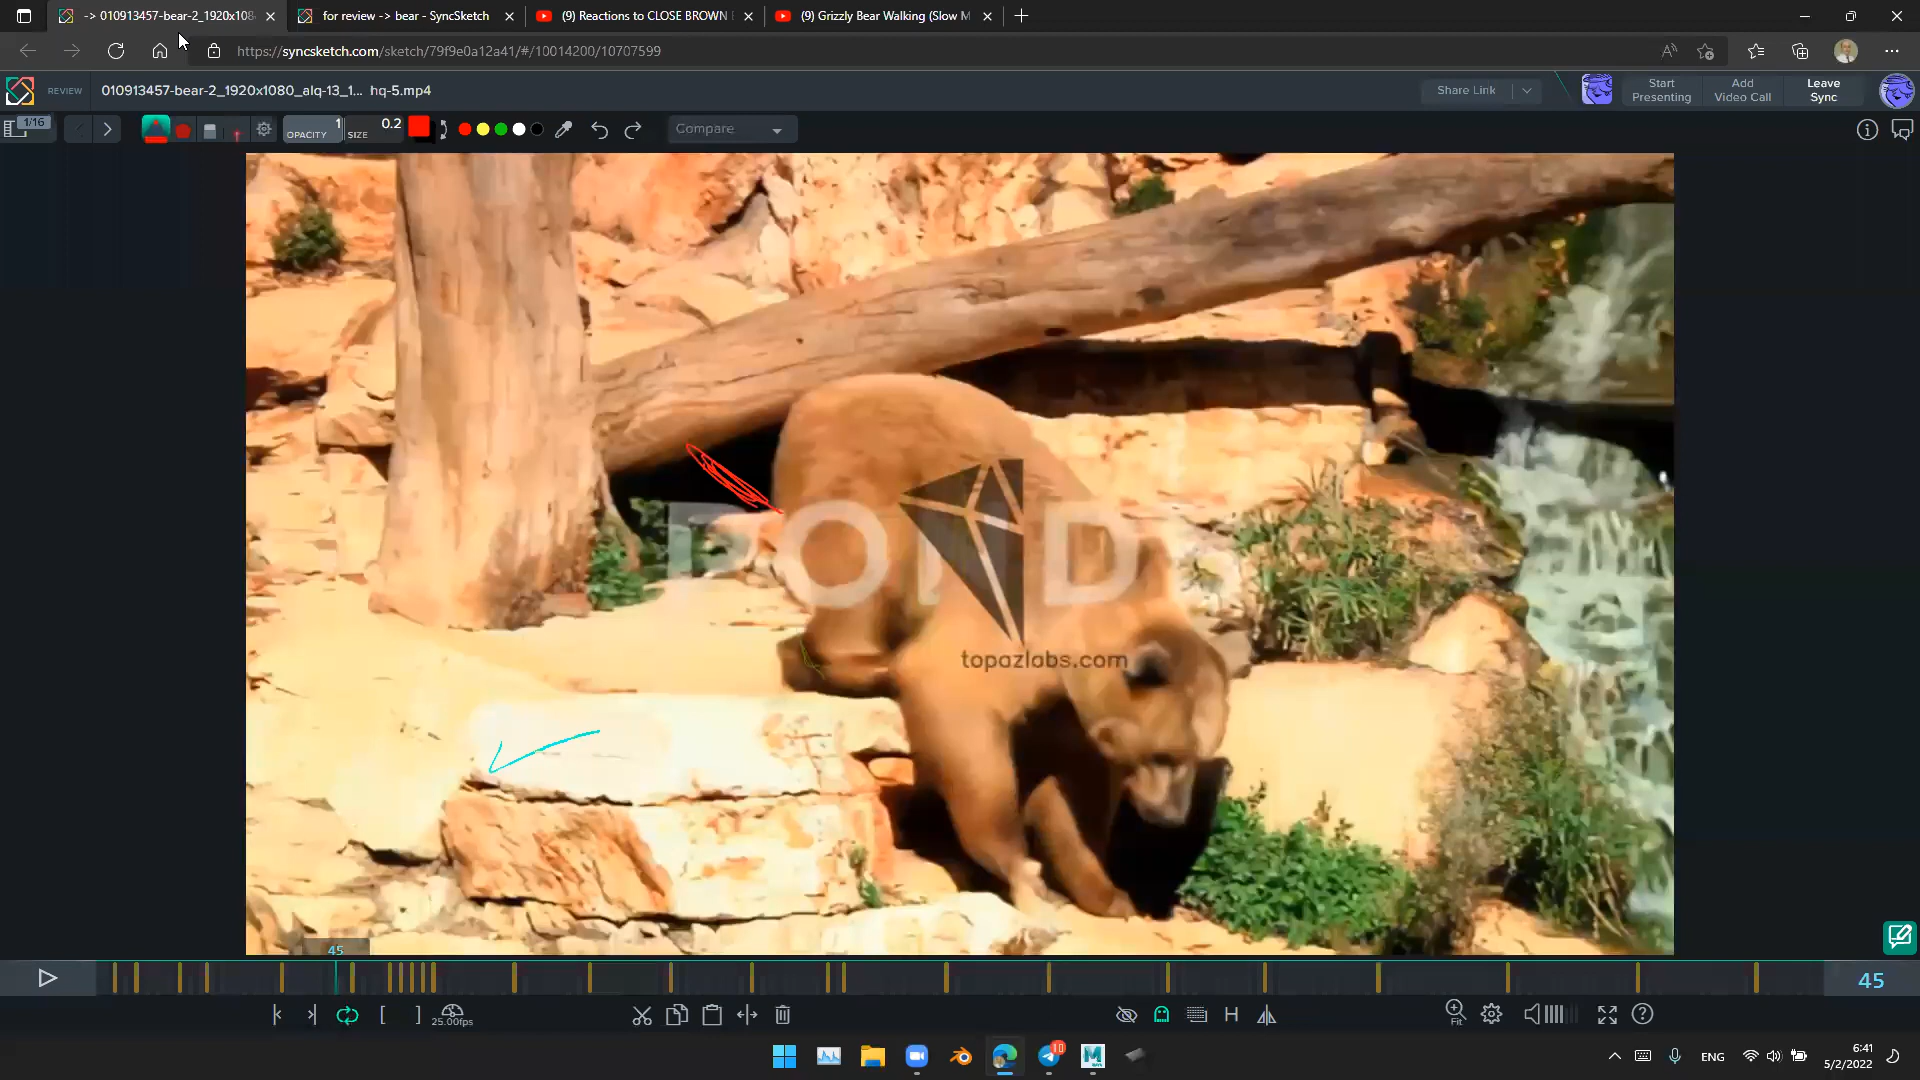 -> 010913457-bear-2_1920x108
for review -> bear - SyncSketch
(9) Reactions to CLOSE BROWN
(9) Grizzly Bear Walking (Slow M
https://syncsketch.com/sketch/79f9e0a12a41/#/10014200/10707599
REVIEW
010913457-bear-2_1920x1080_alq-13_1... hq-5.mp4
Share Link
Start Presenting
Add Video Call
Leave Sync
1/16
OPACITY 1
SIZE 0.2
Compare
POND
topazlabs.com
45
45
25.00fps
H
Fit
10
ENG
6:41
5/2/2022